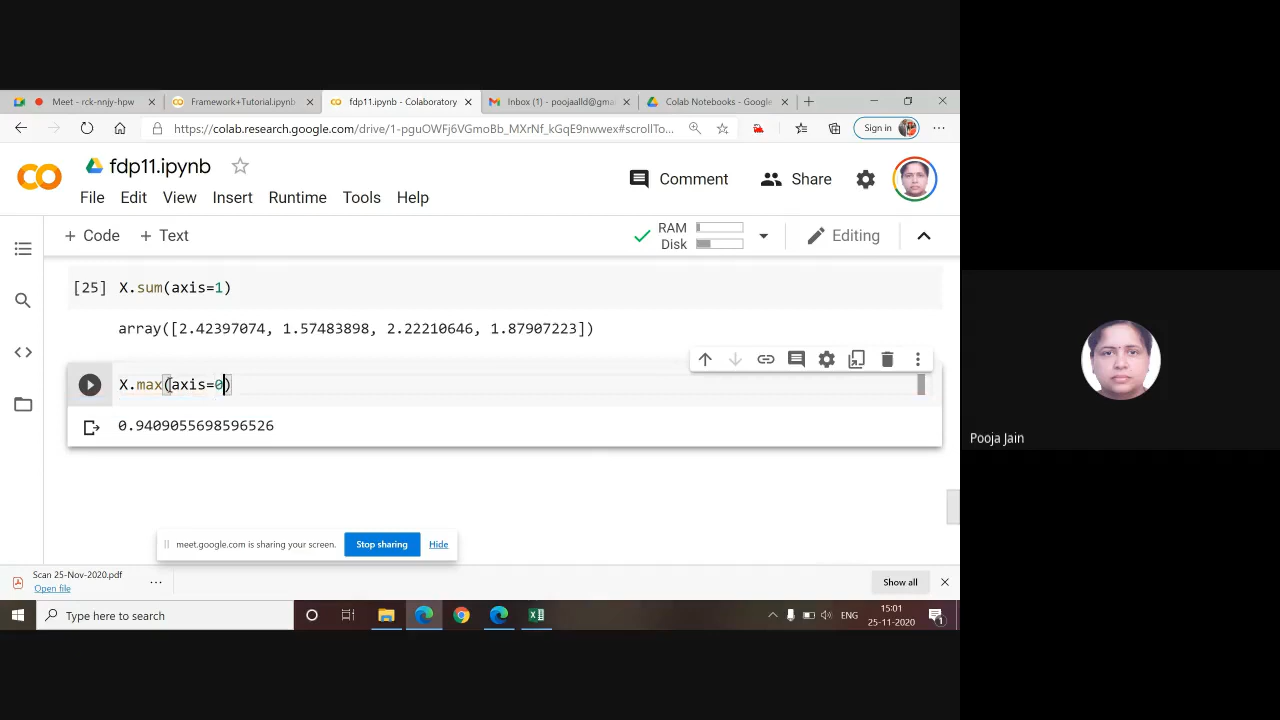 Meet - rck-nnjy-hpw
Framework+Tutorial.ipynb
fdp11.ipynb - Colaboratory
Inbox (1) - poojaalld@gma
Colab Notebooks - Google
https://colab.research.google.com/drive/1-pguOWFj6VGmoBb_MXrNf_kGqE9nwwex#scrollTo...
Sign in
CO
fdp11.ipynb
Comment
Share
File Edit View Insert Runtime Tools Help
+ Code + Text
RAM
Disk
Editing
[25] X.sum(axis=1)
array([2.42397074, 1.57483898, 2.22210646, 1.87907223])
X.max(axis=0)
0.9409055698596526
Pooja Jain
meet.google.com is sharing your screen.
Stop sharing
Hide
Scan 25-Nov-2020.pdf
Open file
Show all
Type here to search
ENG
15:01
25-11-2020
1